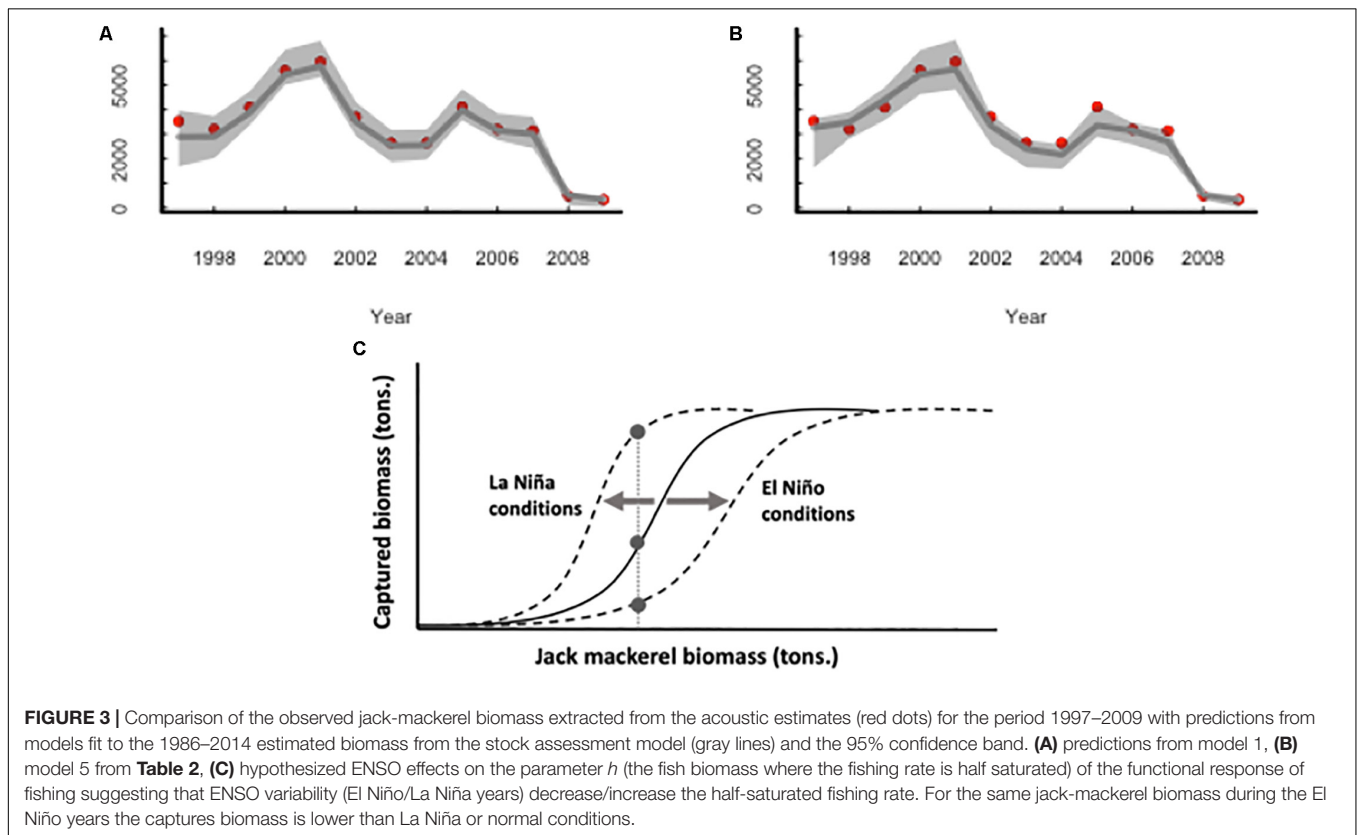 A
5000
2000
0
1998 2000 2002 2004 2006 2008
Year
B
5000
2000
0
1998 2000 2002 2004 2006 2008
Year
C
Captured biomass (tons.)
La Niña
conditions
El Niño
conditions
Jack mackerel biomass (tons.)
FIGURE 3 | Comparison of the observed jack-mackerel biomass extracted from the acoustic estimates (red dots) for the period 1997–2009 with predictions from
models fit to the 1986–2014 estimated biomass from the stock assessment model (gray lines) and the 95% confidence band. (A) predictions from model 1, (B)
model 5 from Table 2, (C) hypothesized ENSO effects on the parameter h (the fish biomass where the fishing rate is half saturated) of the functional response of
fishing suggesting that ENSO variability (El Niño/La Niña years) decrease/increase the half-saturated fishing rate. For the same jack-mackerel biomass during the El
Niño years the captures biomass is lower than La Niña or normal conditions.